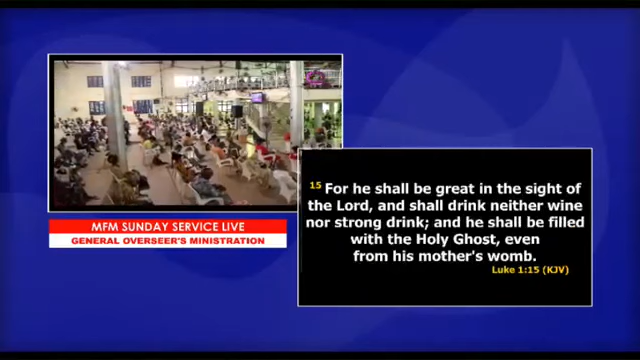 MFM SUNDAY SERVICE LIVE
GENERAL OVERSEER'S MINISTRATION
15 For he shall be great in the sight of
the Lord, and shall drink neither wine
nor strong drink; and he shall be filled
with the Holy Ghost, even
from his mother's womb.
Luke 1:15 (KJV)